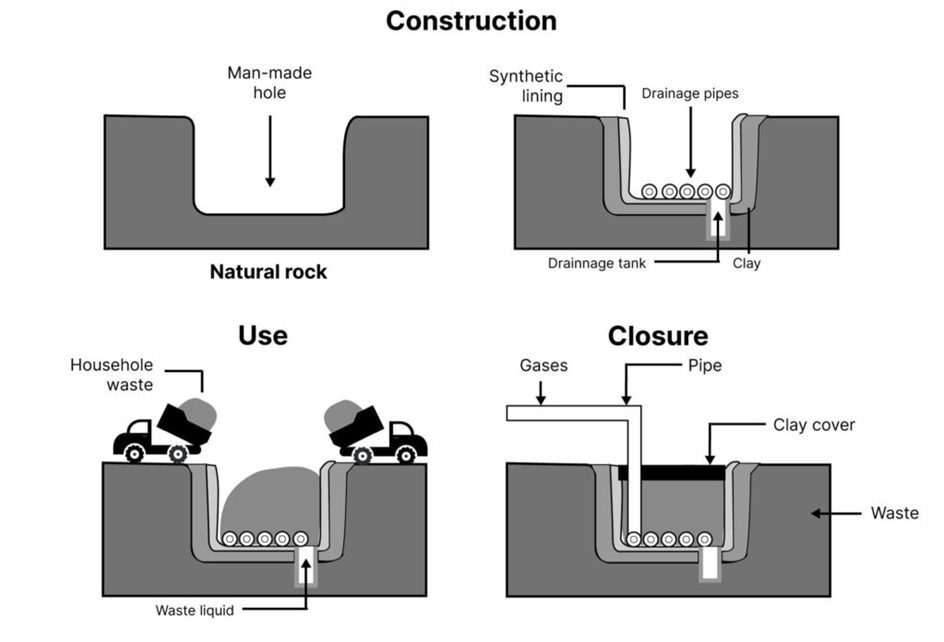 Construction
Man-made
hole
Natural rock
Synthetic
lining
Drainage pipes
Drainnage tank
Clay
Use
Househole
waste
Waste liquid
Closure
Gases
Pipe
Clay cover
Waste